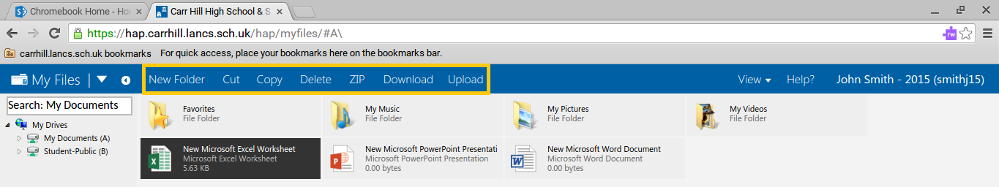 Chromebook Home - Ho
Carr Hill High School & S
https://hap.carrhill.lancs.sch.uk/hap/myfiles/#A\
rw
carrhill.lancs.sch.uk bookmarks For quick access, place your bookmarks here on the bookmarks bar.
My Files New Folder Cut Copy Delete ZIP Download Upload View Help? John Smith - 2015 (smithj15)
Search: My Documents
My Drives
My Documents (A)
Student-Public (B)
Favorites
File Folder
My Music
File Folder
My Pictures
File Folder
My Videos
File Folder
New Microsoft Excel Worksheet
Microsoft Excel Worksheet
5.63 KB
New Microsoft PowerPoint Presentati
Microsoft PowerPoint Presentation
0.00 bytes
New Microsoft Word Document
Microsoft Word Document
0.00 bytes